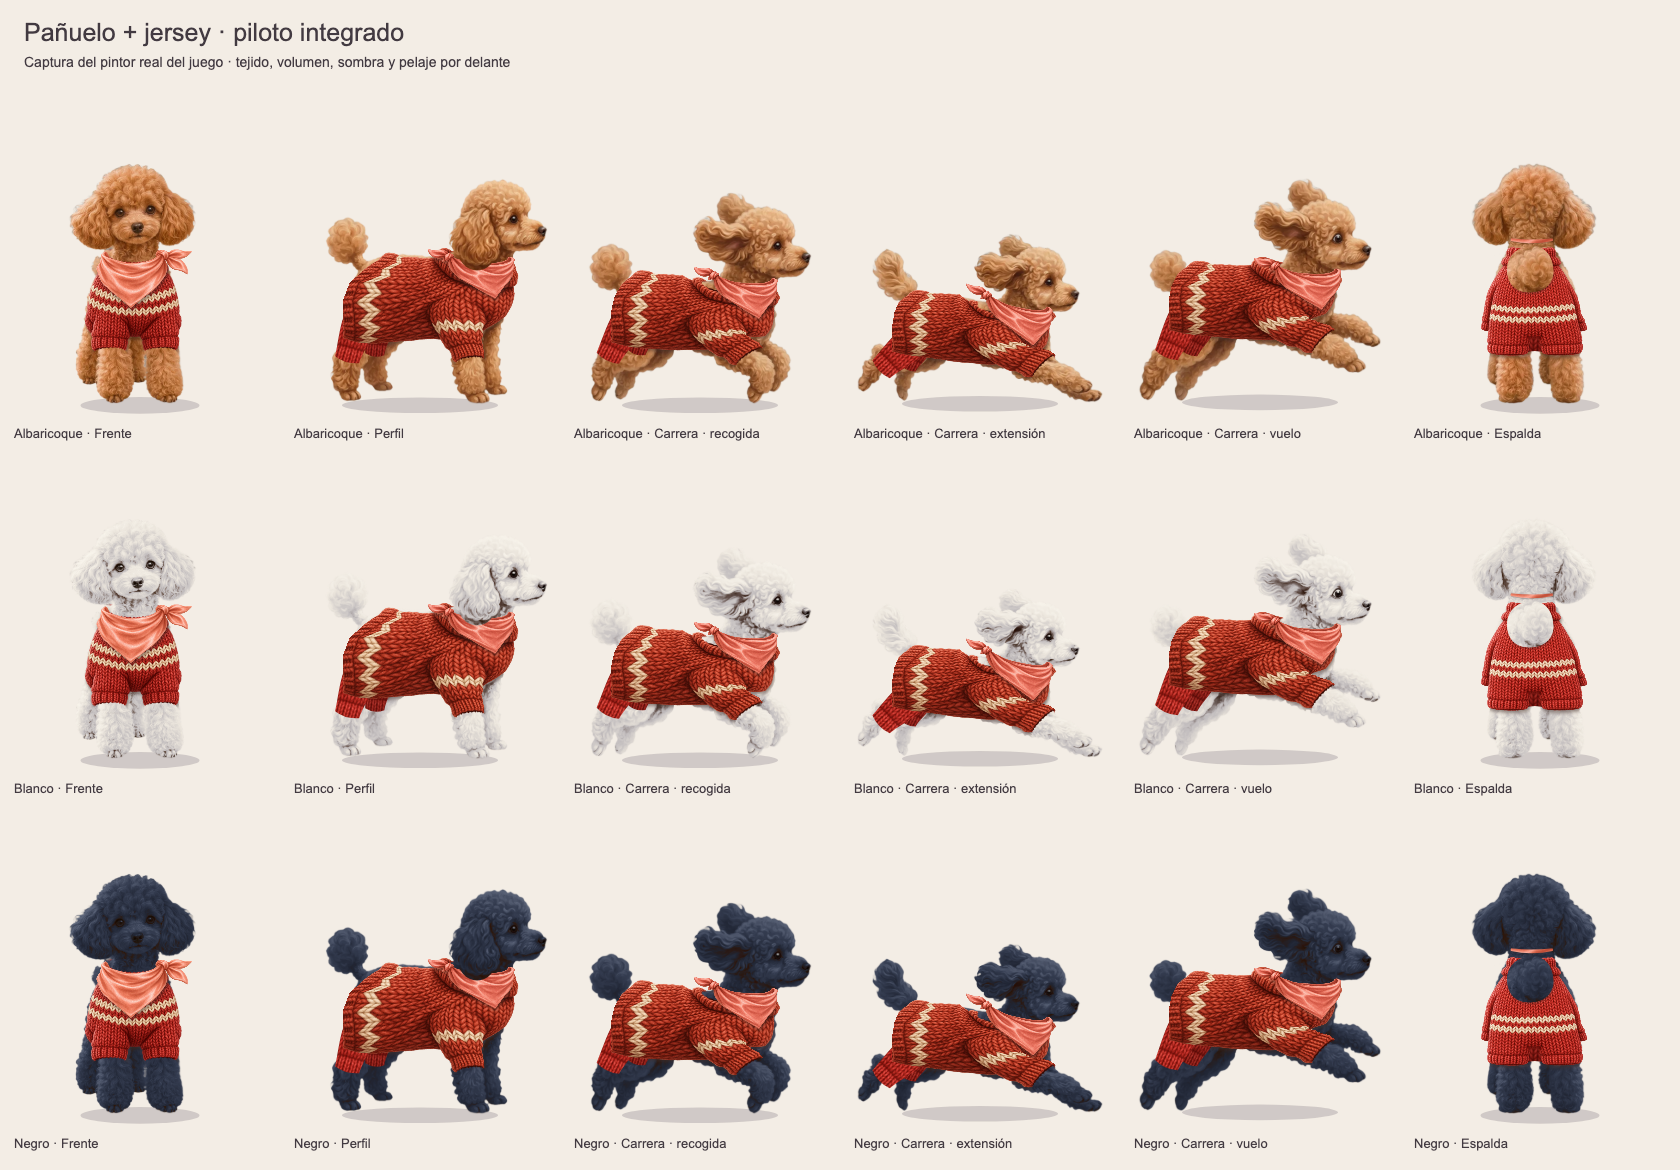 Pañuelo + jersey · piloto integrado
Captura del pintor real del juego · tejido, volumen, sombra y pelaje por delante
Albaricoque · Frente
Albaricoque · Perfil
Albaricoque · Carrera · recogida
Albaricoque · Carrera · extensión
Albaricoque · Carrera · vuelo
Albaricoque · Espalda
Blanco · Frente
Blanco · Perfil
Blanco · Carrera · recogida
Blanco · Carrera · extensión
Blanco · Carrera · vuelo
Blanco · Espalda
Negro · Frente
Negro · Perfil
Negro · Carrera · recogida
Negro · Carrera · extensión
Negro · Carrera · vuelo
Negro · Espalda